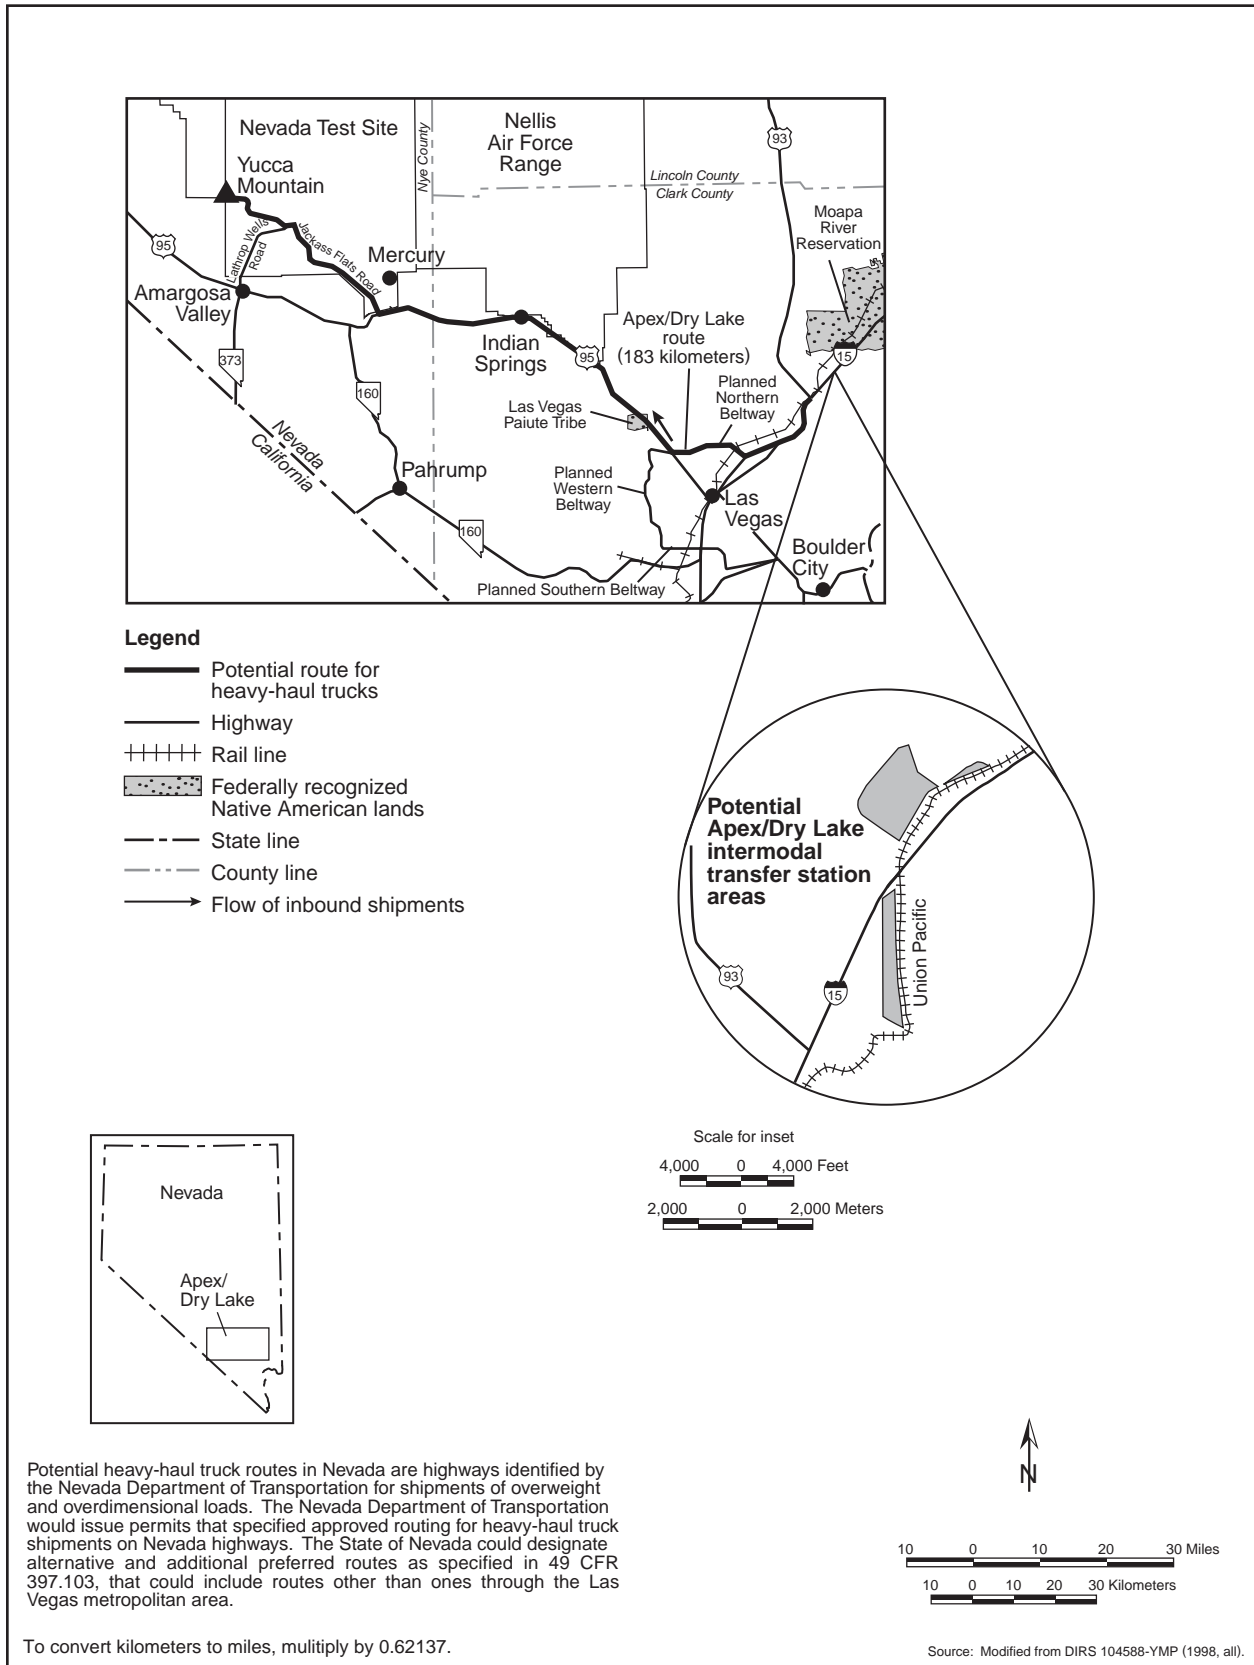 Nevada Test Site
Nye County
Nellis
Air Force
Range
93
Yucca
Mountain
Lincoln County
Clark County
Moapa
River
Reservation
95
Lathrop Wells
Road
Jackass Flats Road
Mercury
Amargosa
Valley
Apex/Dry Lake
route
(183 kilometers)
Indian
Springs
95
15
373
160
Planned
Northern
Beltway
Las Vegas
Paiute Tribe
Nevada
California
Pahrump
Planned
Western
Beltway
Las
Vegas
160
Boulder
City
Planned Southern Beltway
Legend
Potential route for
heavy-haul trucks
Highway
Rail line
Federally recognized
Native American lands
State line
County line
Flow of inbound shipments
Potential
Apex/Dry Lake
intermodal
transfer station
areas
Union Pacific
93
15
Scale for inset
4,000 0 4,000 Feet
2,000 0 2,000 Meters
Nevada
Apex/
Dry Lake
N
Potential heavy-haul truck routes in Nevada are highways identified by
the Nevada Department of Transportation for shipments of overweight
and overdimensional loads. The Nevada Department of Transportation
would issue permits that specified approved routing for heavy-haul truck
shipments on Nevada highways. The State of Nevada could designate
alternative and additional preferred routes as specified in 49 CFR
397.103, that could include routes other than ones through the Las
Vegas metropolitan area.
10 0 10 20 30 Miles
10 0 10 20 30 Kilometers
To convert kilometers to miles, mulitiply by 0.62137.
Source: Modified from DIRS 104588-YMP (1998, all).